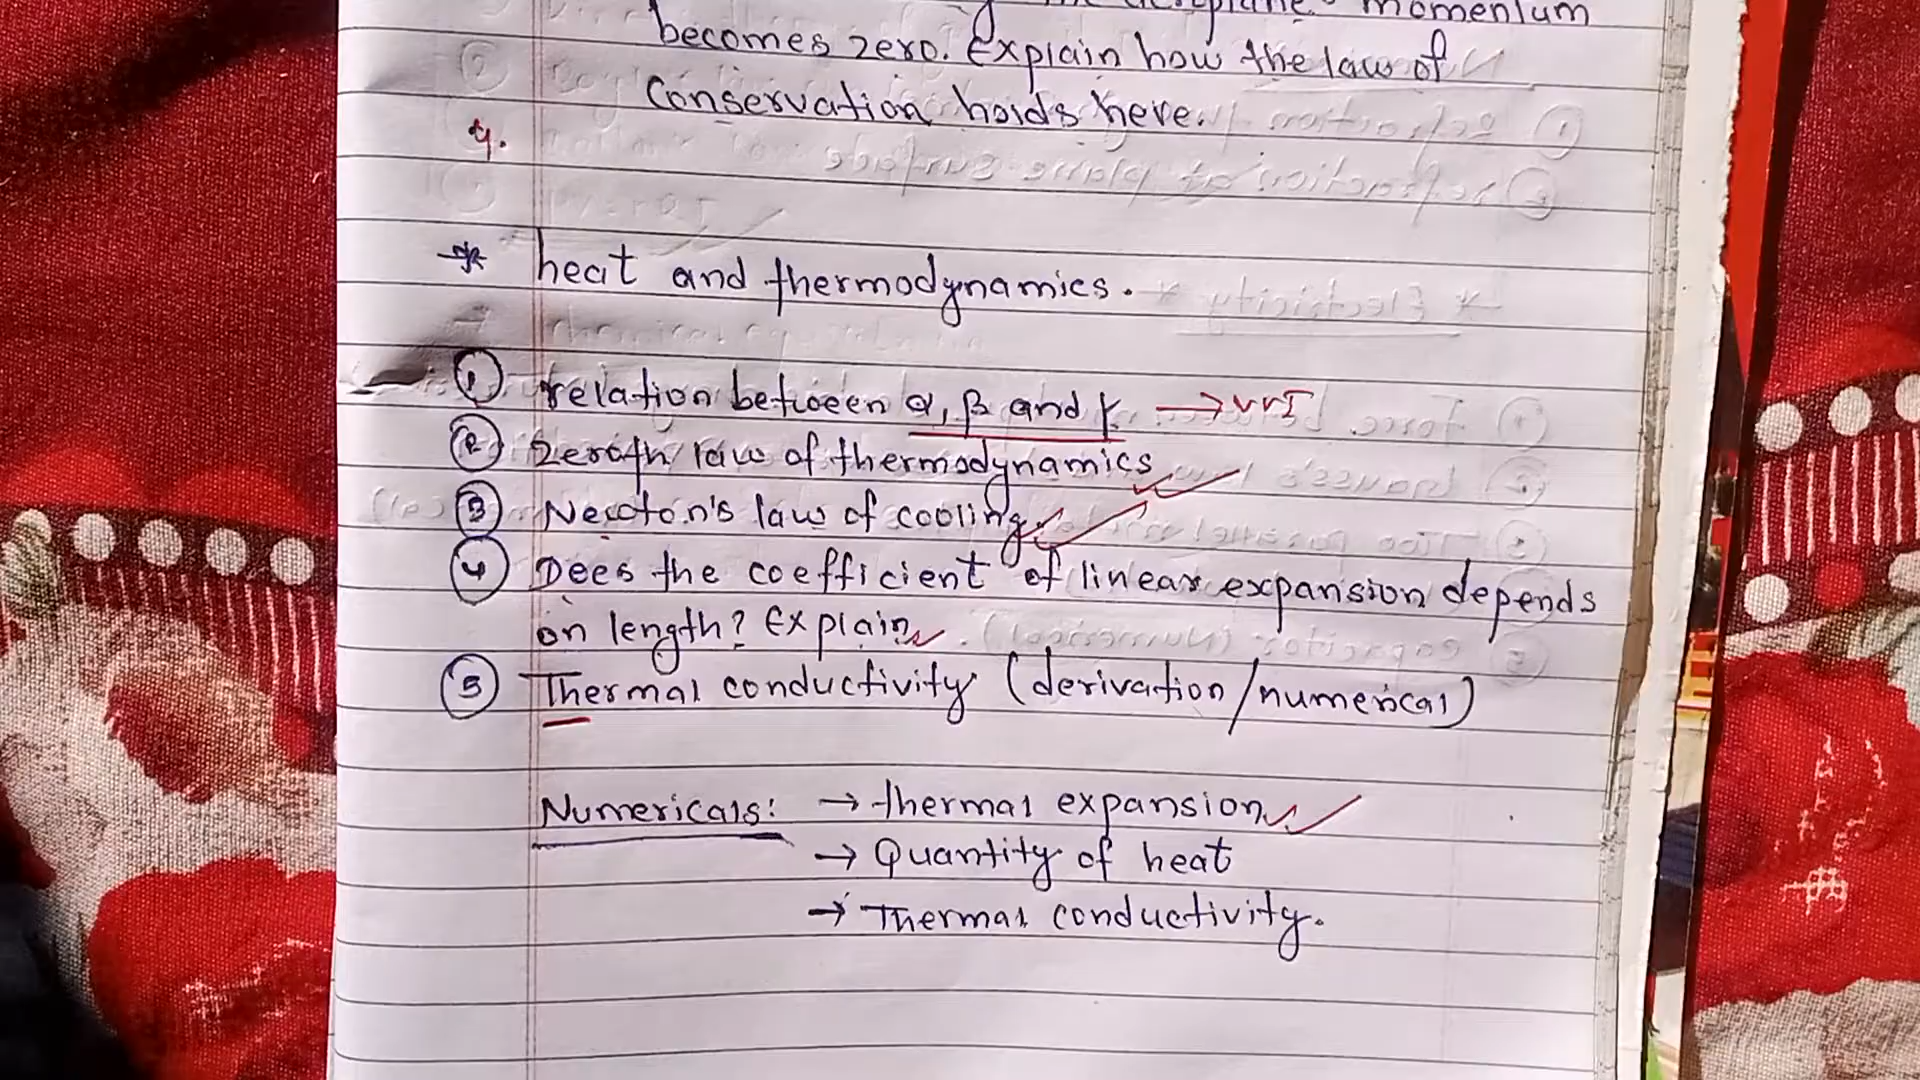 momentum
becomes zero. Explain how the law of
Conservation holds here.
4.
* heat and thermodynamics.
① relation between α, β and γ → VVI
② Zeroth law of thermodynamics
③ Newton's law of cooling
④ Does the coefficient of linear expansion depends
on length? Explain
⑤ Thermal conductivity (derivation/numerical)
Numericals: → thermal expansion
→ Quantity of heat
→ Thermal conductivity.